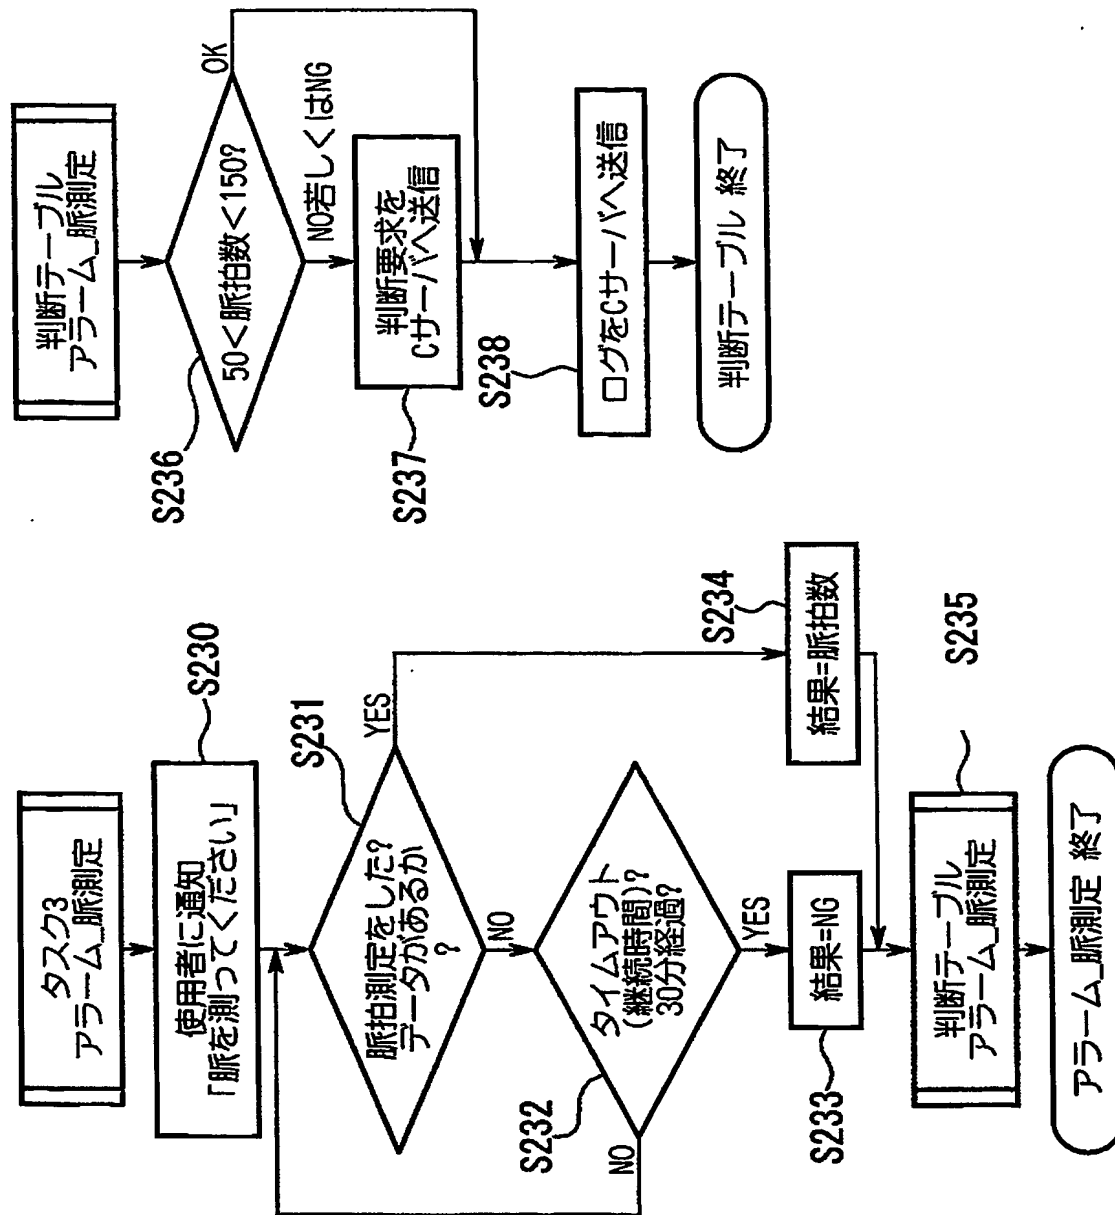 タスク3
アラーム_脈測定
使用者に通知
「脈を測ってください」
S230
脈拍測定をした?
データがあるか
?
S231
YES
NO
タイムアウト
(継続時間)?
30分経過?
S232
NO
YES
結果=NG
S233
結果=脈拍数
S234
判断テーブル
アラーム_脈測定
S235
アラーム_脈測定 終了
判断テーブル
アラーム_脈測定
50<脈拍数<150?
S236
OK
NO若しくはNG
判断要求を
Cサーバへ送信
S237
ログをCサーバへ送信
S238
判断テーブル 終了